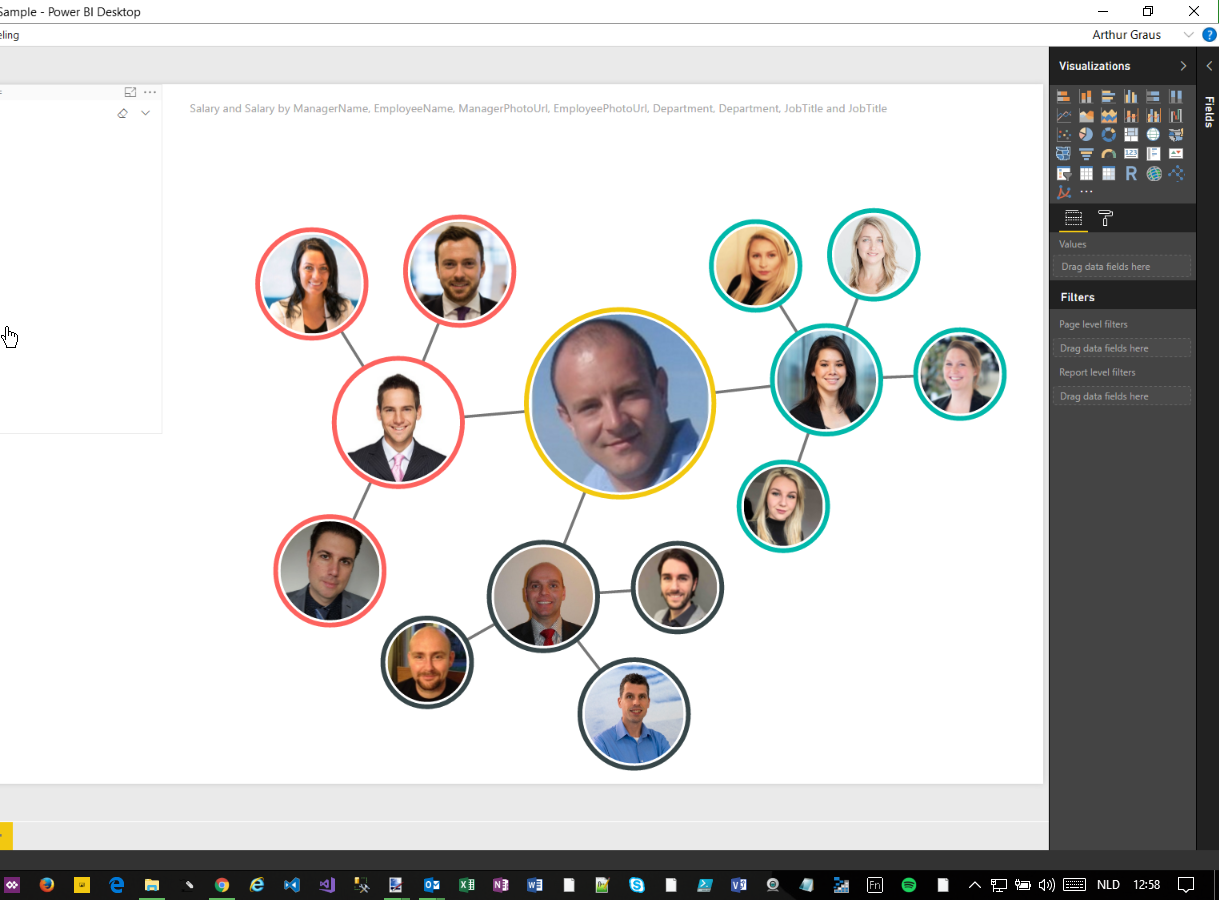 Sample - Power BI Desktop
eling
Arthur Graus
?
Visualizations
Fields
Salary and Salary by ManagerName, EmployeeName, ManagerPhotoUrl, EmployeePhotoUrl, Department, Department, JobTitle and JobTitle
123
R
Values
Drag data fields here
Filters
Page level filters
Drag data fields here
Report level filters
Drag data fields here
Fn
NLD
12:58